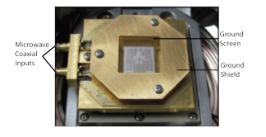 Ground
Screen
Microwave
Coaxial
Inputs
Ground
Shield